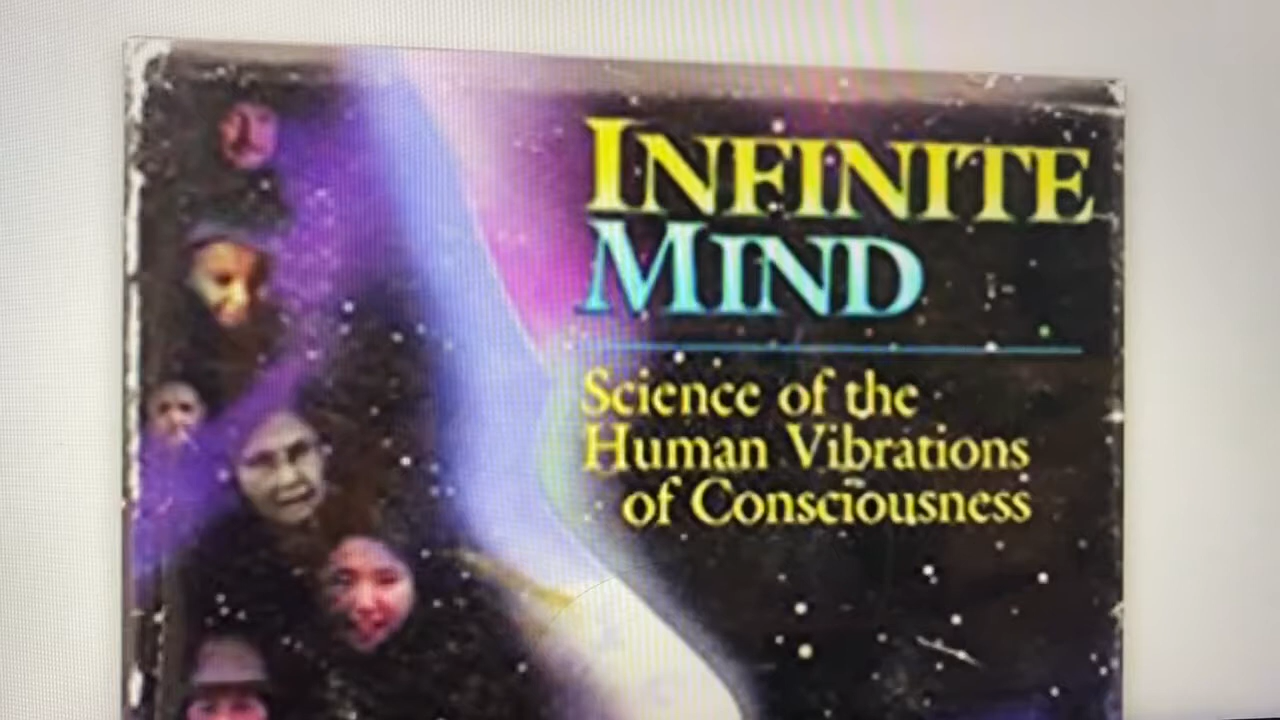 INFINITE
MIND
Science of the
Human Vibrations
of Consciousness